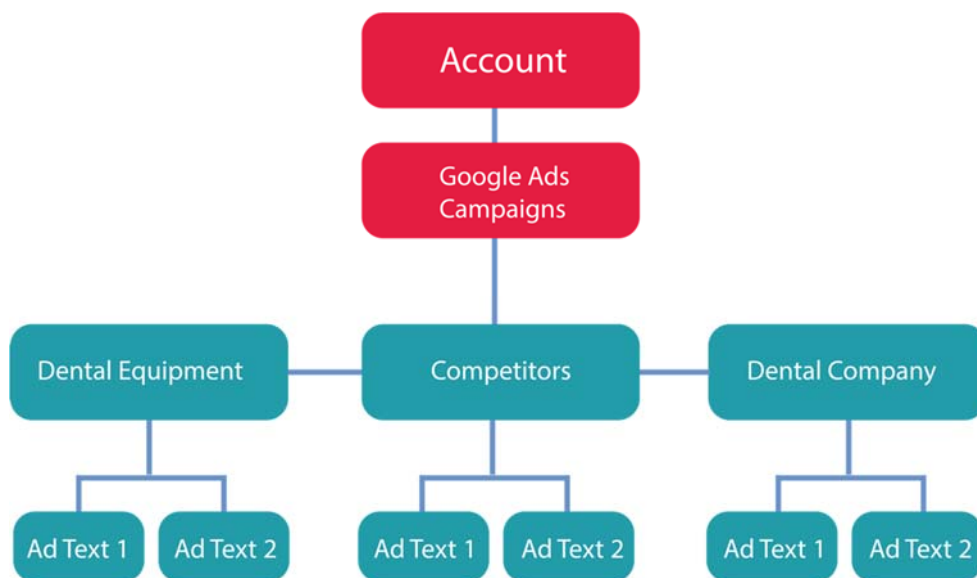 Account
Google Ads
Campaigns
Dental Equipment
Competitors
Dental Company
Ad Text 1
Ad Text 2
Ad Text 1
Ad Text 2
Ad Text 1
Ad Text 2